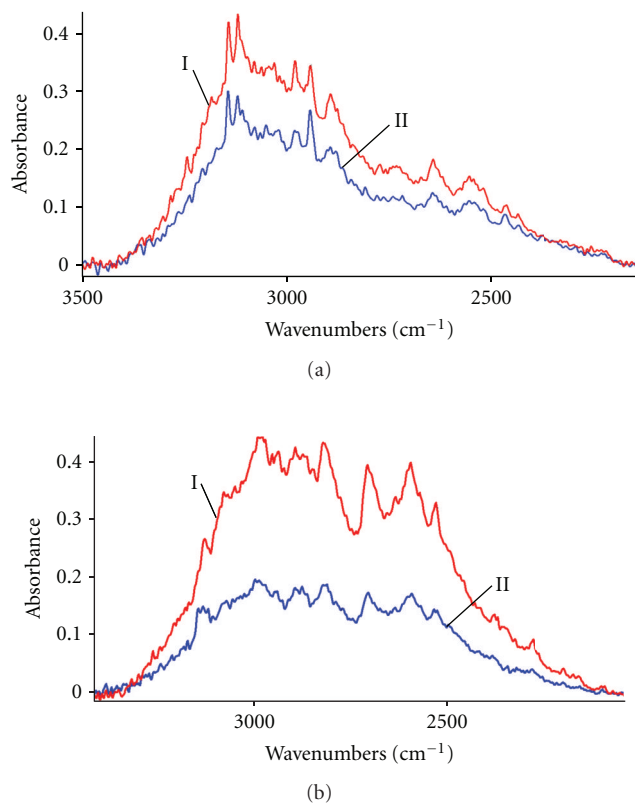 0.4
0.3
0.2
0.1
0
Absorbance
I
II
3500 3000 2500
Wavenumbers (cm⁻¹)
(a)
0.4
0.3
0.2
0.1
0
Absorbance
I
II
3000 2500
Wavenumbers (cm⁻¹)
(b)